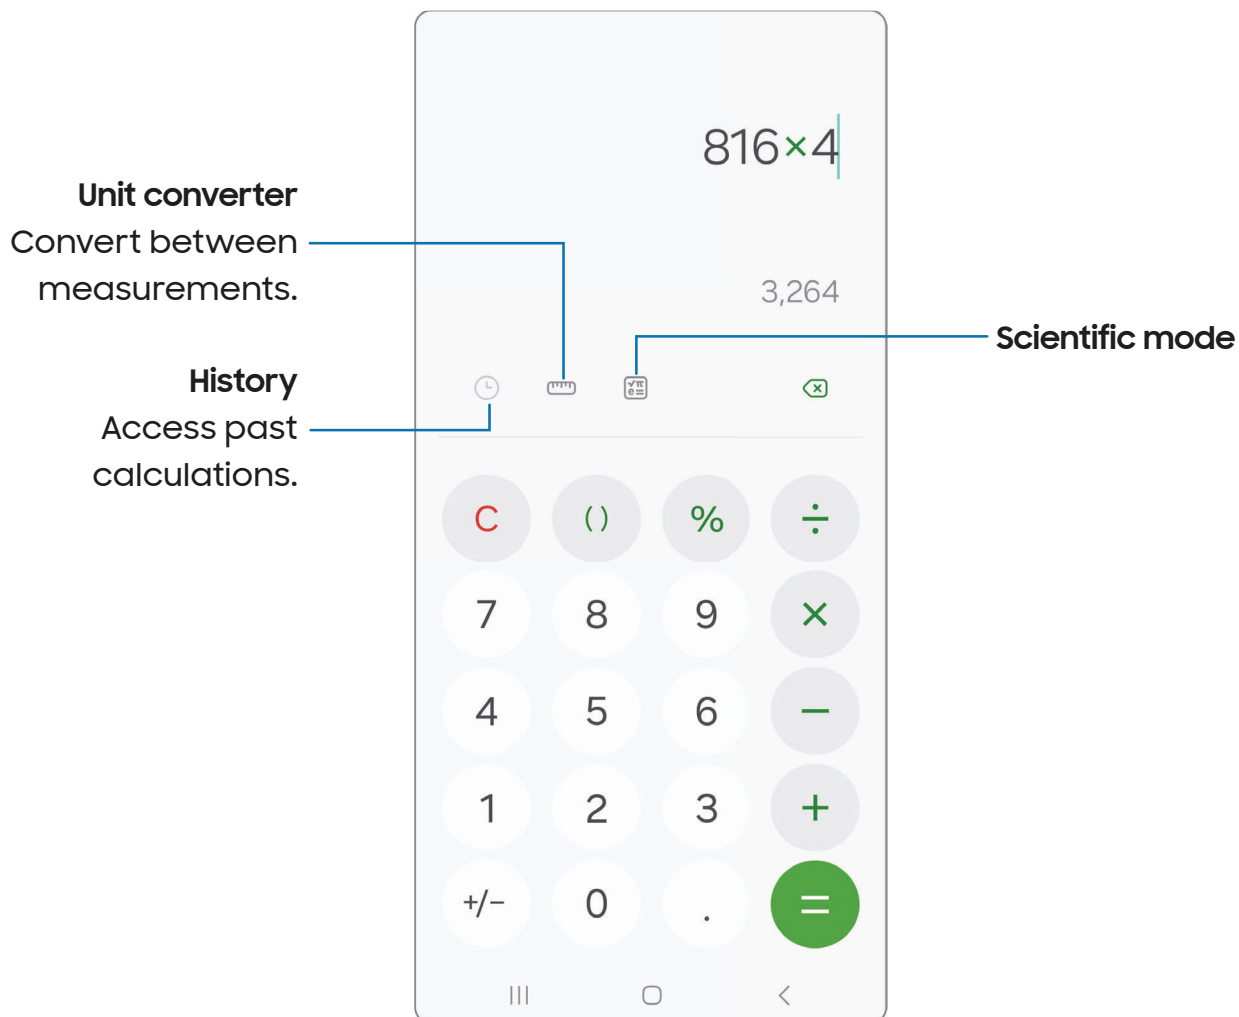 816×4
Unit converter
Convert between
measurements.
3,264
Scientific mode
History
Access past
calculations.
√π
e=
C
( )
%
÷
7
8
9
×
4
5
6
−
1
2
3
+
+/−
0
.
=